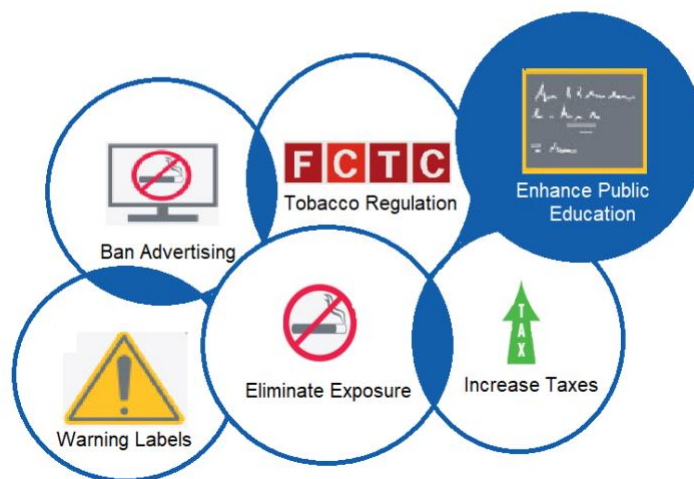 FCTC
Tobacco Regulation
Enhance Public
Education
Ban Advertising
TAX
Eliminate Exposure
Increase Taxes
Warning Labels